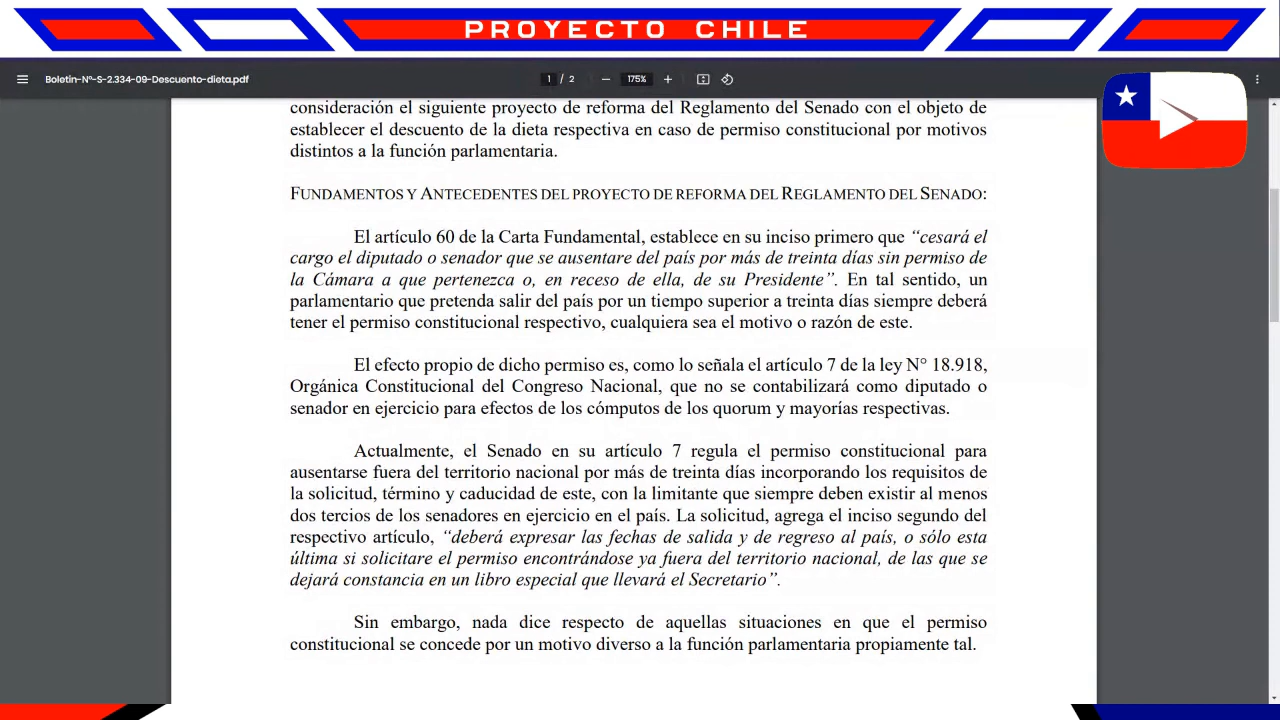 PROYECTO CHILE
Boletin-Nº-S-2.334-09-Descuento-dieta.pdf
1 / 2
175%
consideración el siguiente proyecto de reforma del Reglamento del Senado con el objeto de
establecer el descuento de la dieta respectiva en caso de permiso constitucional por motivos
distintos a la función parlamentaria.
FUNDAMENTOS Y ANTECEDENTES DEL PROYECTO DE REFORMA DEL REGLAMENTO DEL SENADO:
El artículo 60 de la Carta Fundamental, establece en su inciso primero que “cesará el
cargo el diputado o senador que se ausentare del país por más de treinta días sin permiso de
la Cámara a que pertenezca o, en receso de ella, de su Presidente”. En tal sentido, un
parlamentario que pretenda salir del país por un tiempo superior a treinta días siempre deberá
tener el permiso constitucional respectivo, cualquiera sea el motivo o razón de este.
El efecto propio de dicho permiso es, como lo señala el artículo 7 de la ley N° 18.918,
Orgánica Constitucional del Congreso Nacional, que no se contabilizará como diputado o
senador en ejercicio para efectos de los cómputos de los quorum y mayorías respectivas.
Actualmente, el Senado en su artículo 7 regula el permiso constitucional para
ausentarse fuera del territorio nacional por más de treinta días incorporando los requisitos de
la solicitud, término y caducidad de este, con la limitante que siempre deben existir al menos
dos tercios de los senadores en ejercicio en el país. La solicitud, agrega el inciso segundo del
respectivo artículo, “deberá expresar las fechas de salida y de regreso al país, o sólo esta
última si solicitare el permiso encontrándose ya fuera del territorio nacional, de las que se
dejará constancia en un libro especial que llevará el Secretario”.
Sin embargo, nada dice respecto de aquellas situaciones en que el permiso
constitucional se concede por un motivo diverso a la función parlamentaria propiamente tal.